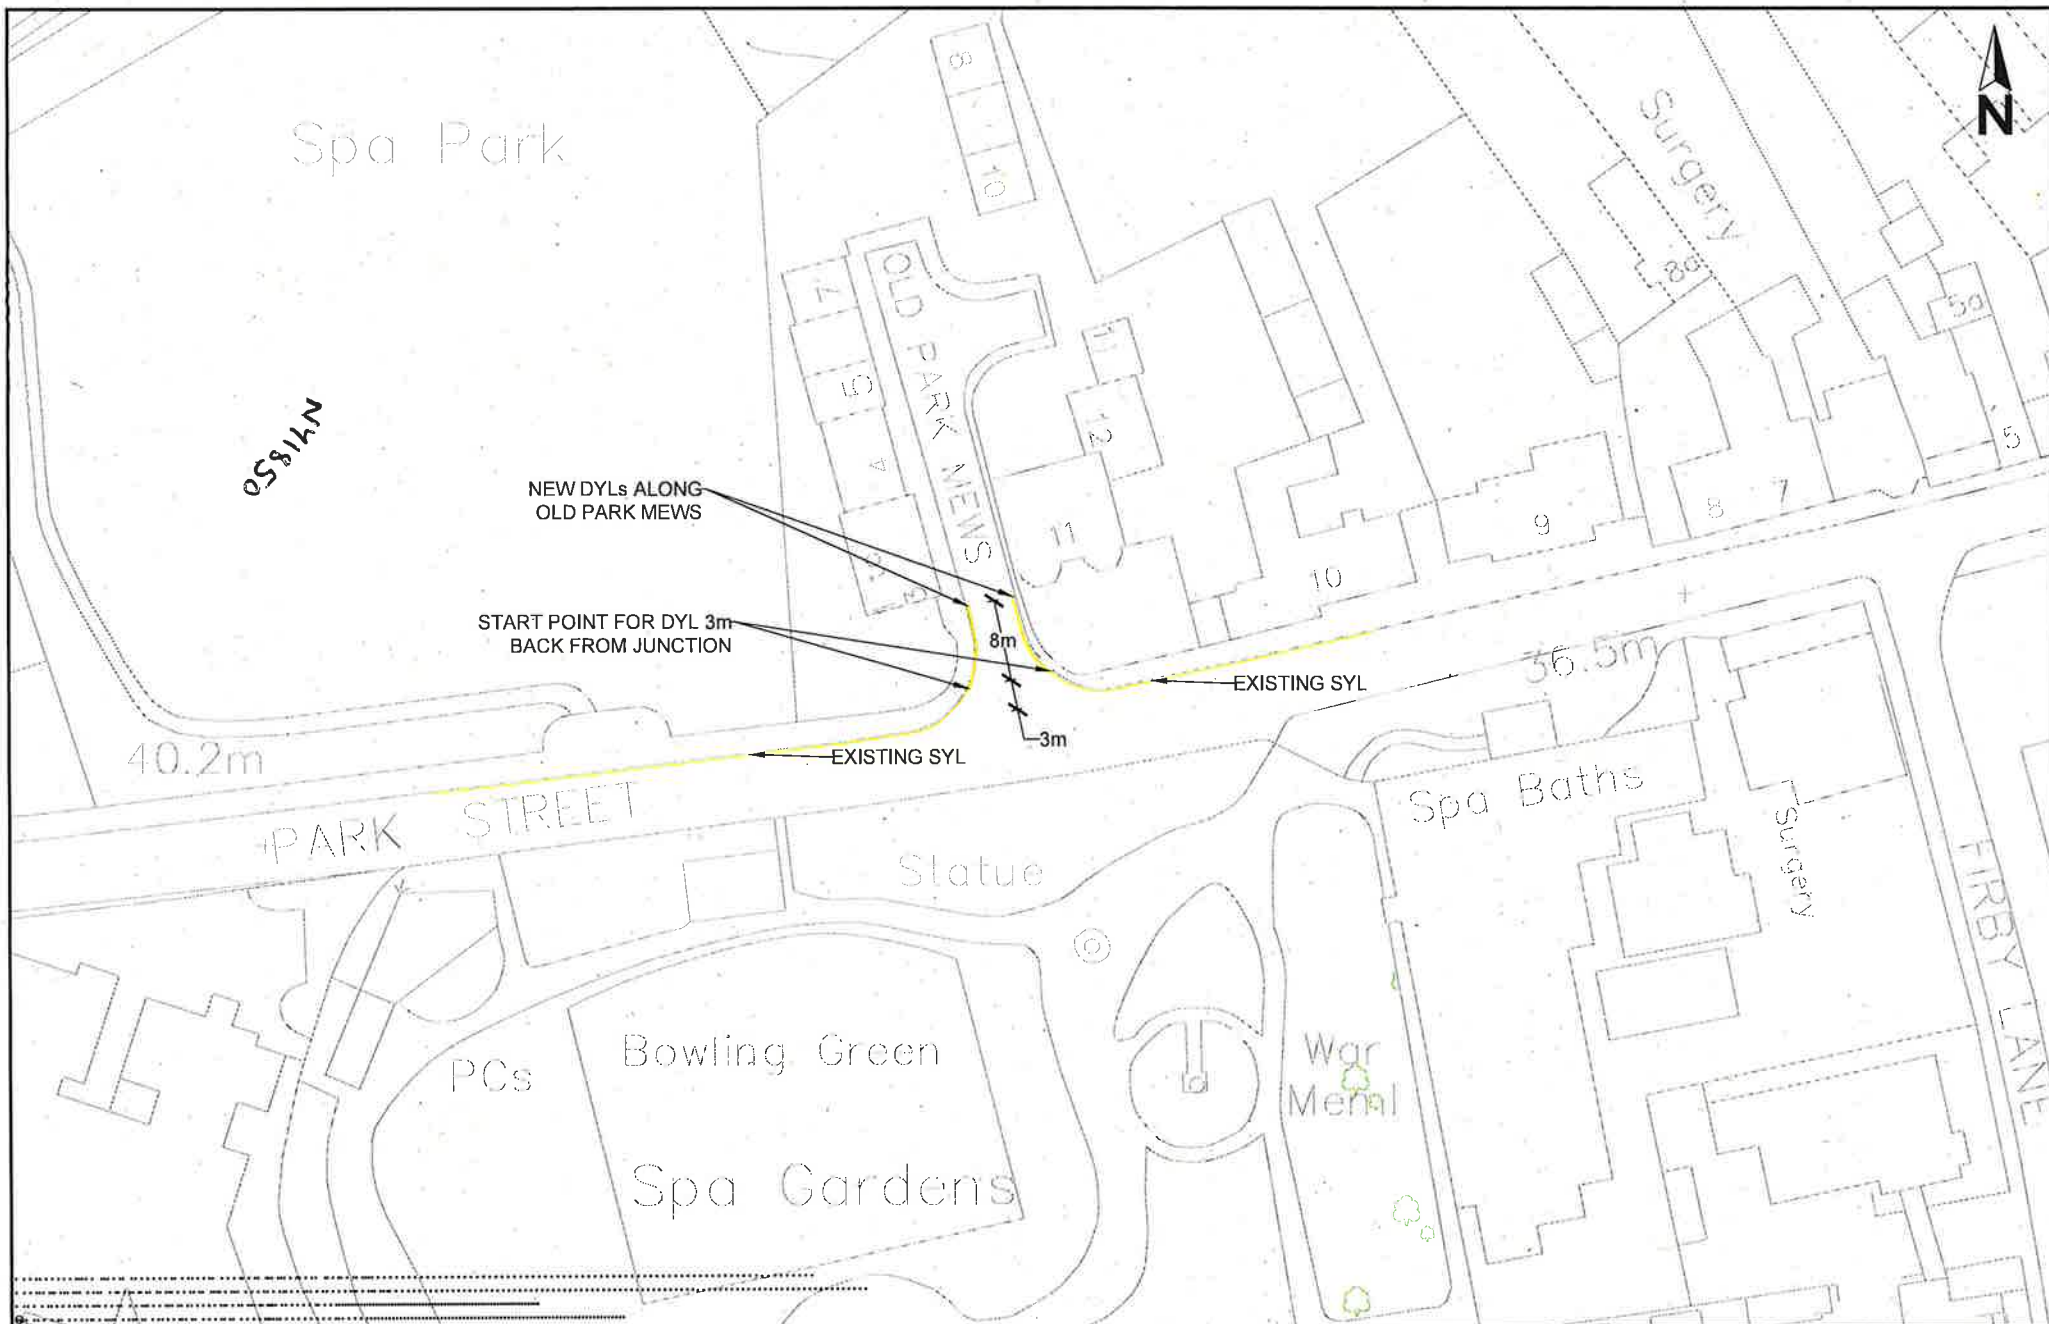 Spa Park
8
10
N
Surgery
8a
5a
OLD PARK MEWS
7
5
4
11
12
11
10
9
8
7
5
N41850
NEW DYLs ALONG
OLD PARK MEWS
START POINT FOR DYL 3m
BACK FROM JUNCTION
8m
3m
EXISTING SYL
EXISTING SYL
36.5m
40.2m
PARK STREET
Statue
Spa Baths
Surgery
FIRBY LANE
PCs
Bowling Green
War
Meml
Spa Gardens